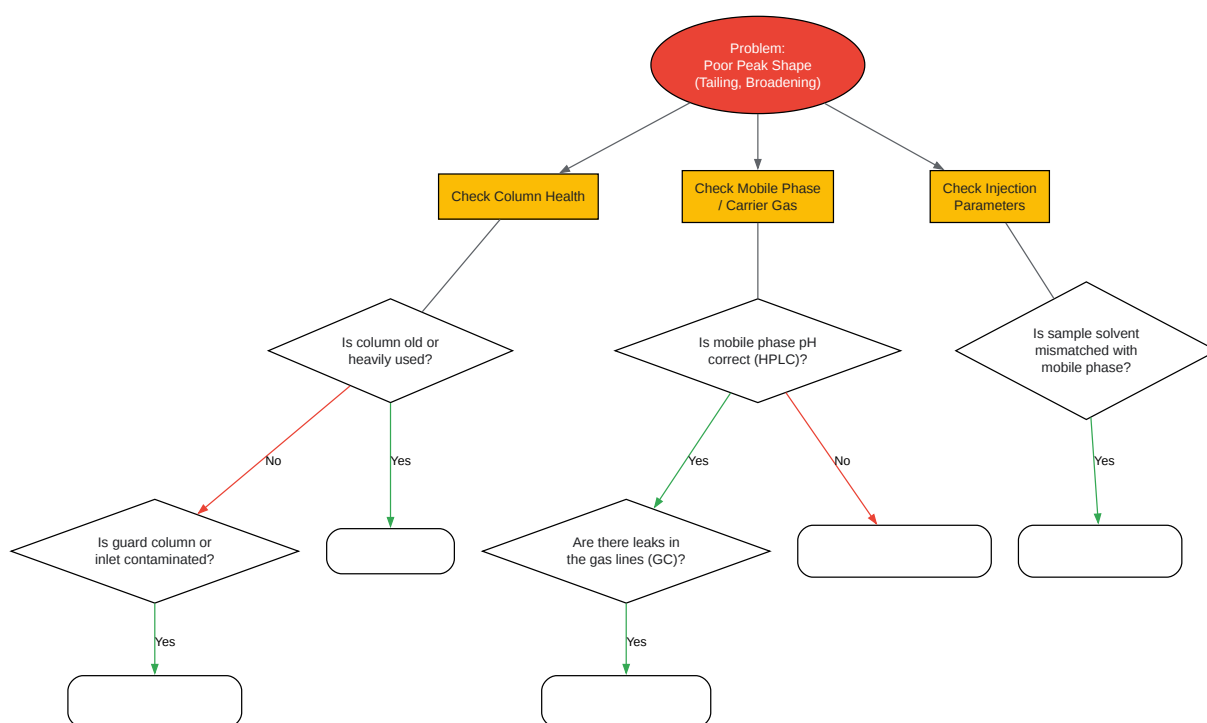 Problem:
Poor Peak Shape
(Tailing, Broadening)
Check Column Health
Check Mobile Phase
/ Carrier Gas
Check Injection
Parameters
Is column old or
heavily used?
Is mobile phase pH
correct (HPLC)?
Is sample solvent
mismatched with
mobile phase?
No
Yes
Yes
No
Yes
Is guard column or
inlet contaminated?
Are there leaks in
the gas lines (GC)?
Yes
Yes